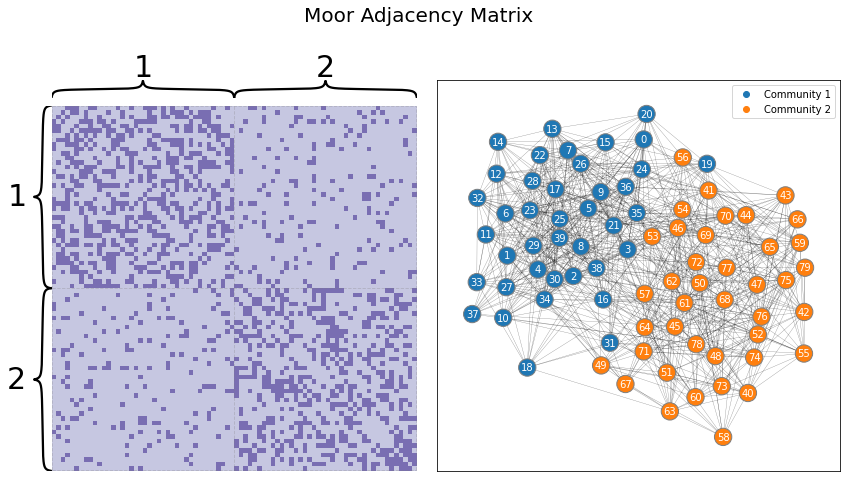 Moor Adjacency Matrix
1 2
1
2
Community 1
Community 2
20
13
14 15 0
22 7 26 56 19
12 28 24
32 17 9 36 41 43
6 23 5 35 54 70 44 66
11 25 21 46
29 39 8 3 53 69 65 59
1 72
4 30 2 38 77 79
33 27 62 50 47 75
37 10 34 16 57 61 68
76 42
31 64 45 52
18 49 71 78 48 74 55
67 51 73
63 60 40
58